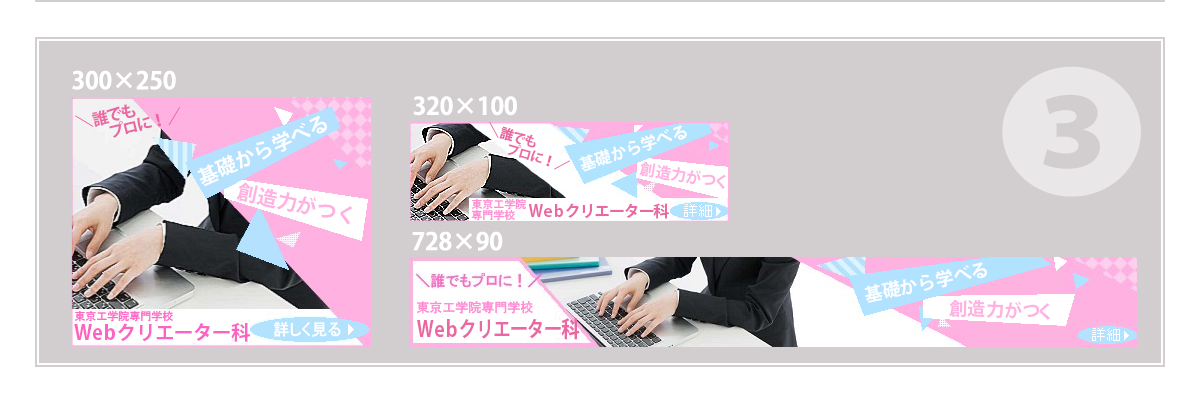 300×250
＼誰でも
プロに！／
基礎から学べる
創造力がつく
東京工学院専門学校
Webクリエーター科
詳しく見る
320×100
＼誰でも
プロに！／
基礎から学べる
創造力がつく
東京工学院
専門学校
Webクリエーター科
詳細
728×90
＼誰でもプロに！／
東京工学院専門学校
Webクリエーター科
基礎から学べる
創造力がつく
詳細
3